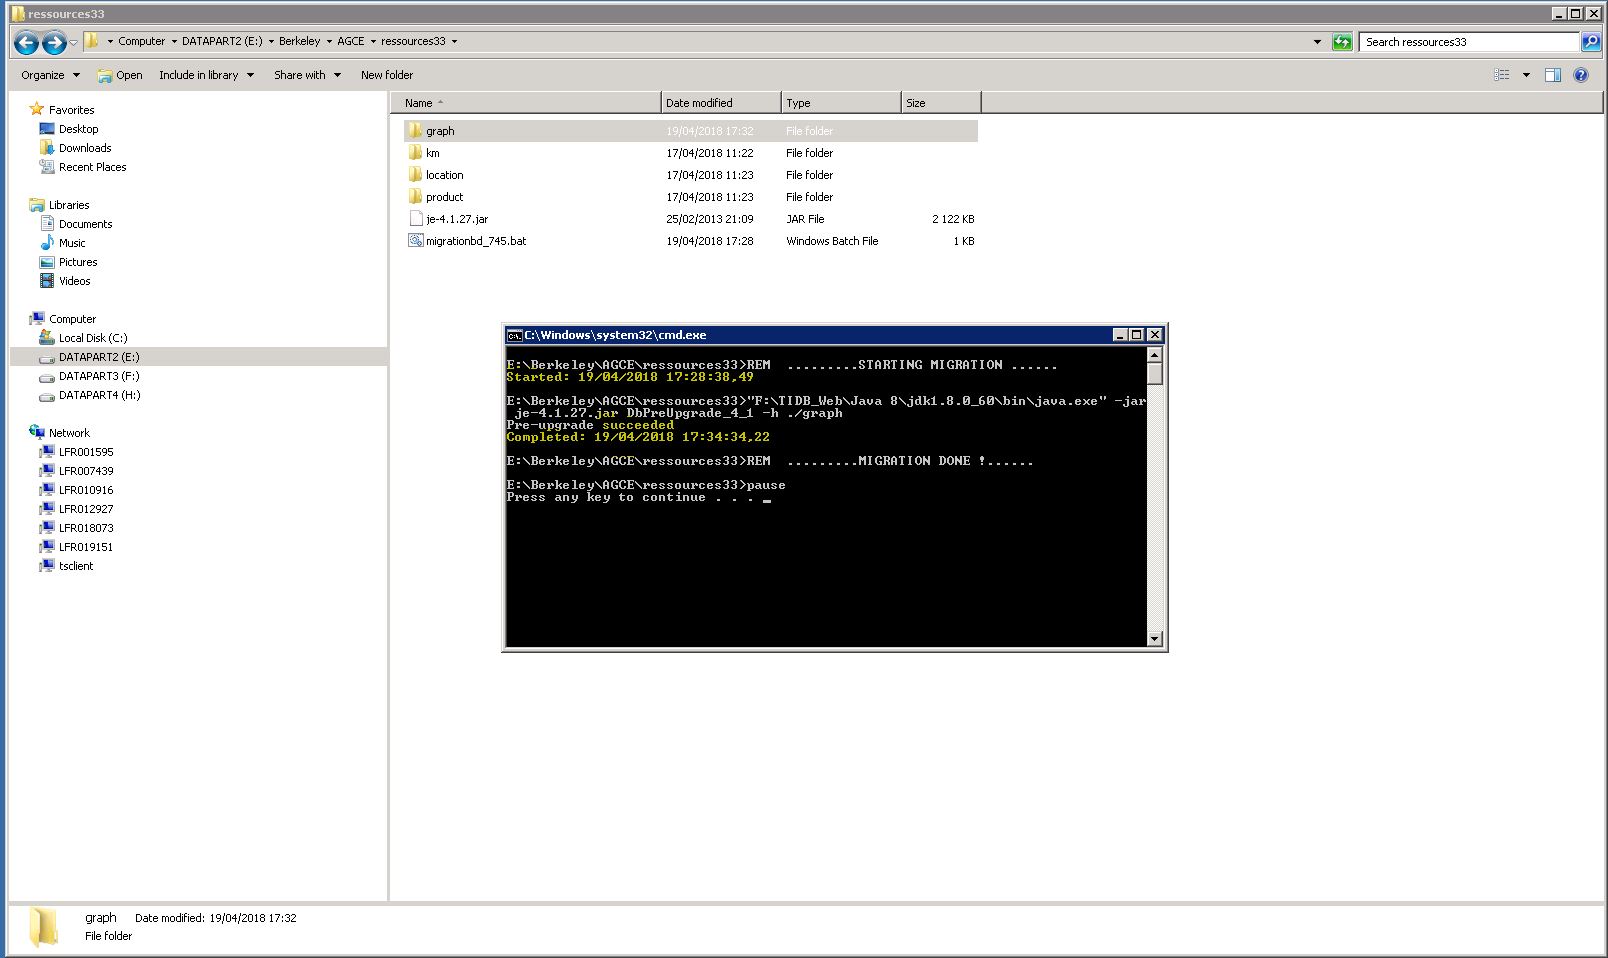 ressources33
Computer DATAPART2 (E:) Berkeley AGCE ressources33
Search ressources33
Organize Open Include in library Share with New folder
Favorites
Desktop
Downloads
Recent Places
Libraries
Documents
Music
Pictures
Videos
Computer
Local Disk (C:)
DATAPART2 (E:)
DATAPART3 (F:)
DATAPART4 (H:)
Network
LFR001595
LFR007439
LFR010916
LFR012927
LFR018073
LFR019151
tsclient
Name Date modified Type Size
graph 19/04/2018 17:32 File folder
km 17/04/2018 11:22 File folder
location 17/04/2018 11:23 File folder
product 17/04/2018 11:23 File folder
je-4.1.27.jar 25/02/2013 21:09 JAR File 2 122 KB
migrationbd_745.bat 19/04/2018 17:28 Windows Batch File 1 KB
C:\Windows\system32\cmd.exe
E:\Berkeley\AGCE\ressources33>REM .........STARTING MIGRATION ......
Started: 19/04/2018 17:28:38,49
E:\Berkeley\AGCE\ressources33>"F:\TIDB_Web\Java 8\jdk1.8.0_60\bin\java.exe" -jar
je-4.1.27.jar DbPreUpgrade_4_1 -h ./graph
Pre-upgrade succeeded
Completed: 19/04/2018 17:34:34,22
E:\Berkeley\AGCE\ressources33>REM .........MIGRATION DONE !......
E:\Berkeley\AGCE\ressources33>pause
Press any key to continue . . . _
graph Date modified: 19/04/2018 17:32
File folder